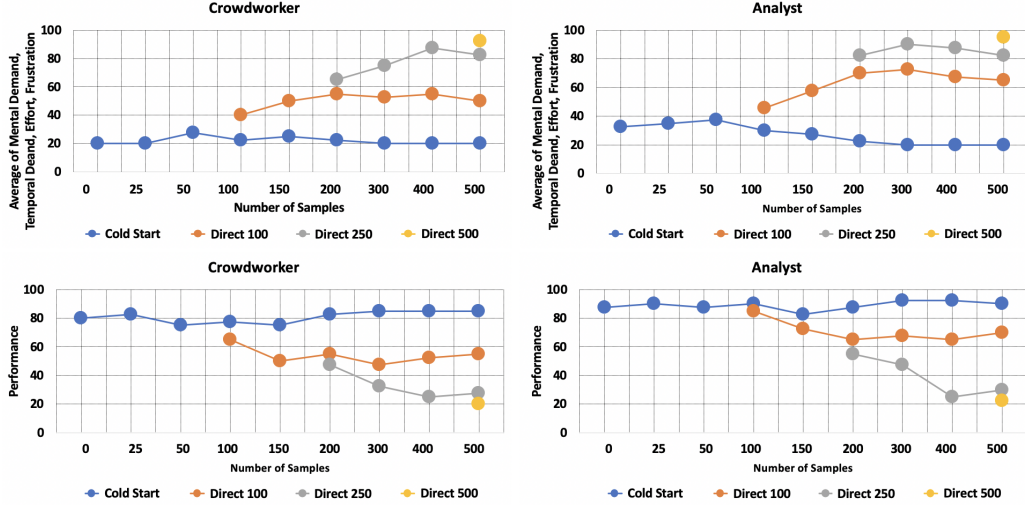 Crowdworker
Average of Mental Demand,
Temporal Deand, Effort, Frustration
100
80
60
40
20
0
0 25 50 100 150 200 300 400 500
Number of Samples
Cold Start Direct 100 Direct 250 Direct 500
Analyst
Average of Mental Demand,
Temporal Deand, Effort, Frustration
100
80
60
40
20
0
0 25 50 100 150 200 300 400 500
Number of Samples
Cold Start Direct 100 Direct 250 Direct 500
Crowdworker
Performance
100
80
60
40
20
0
0 25 50 100 150 200 300 400 500
Number of Samples
Cold Start Direct 100 Direct 250 Direct 500
Analyst
Performance
100
80
60
40
20
0
0 25 50 100 150 200 300 400 500
Number of Samples
Cold Start Direct 100 Direct 250 Direct 500